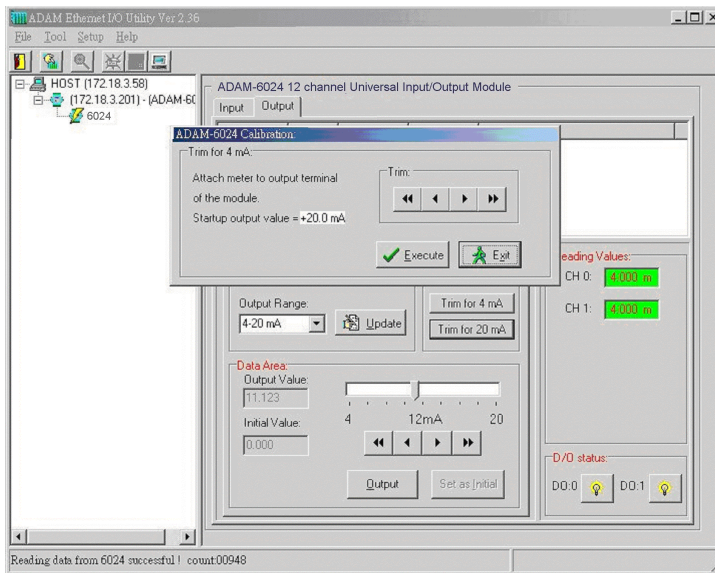 ADAM Ethernet I/O Utility Ver 2.36
File Tool Setup Help
HOST (172.18.3.58)
(172.18.3.201) - (ADAM-60
6024
ADAM-6024 12 channel Universal Input/Output Module
Input Output
ADAM-6024 Calibration:
Trim for 4 mA:
Attach meter to output terminal
of the module.
Startup output value = +20.0 mA
Trim:
Execute Exit
eading Values:
CH 0: 4.000 m
CH 1: 4.000 m
Output Range:
4-20 mA
Update
Trim for 4 mA
Trim for 20 mA
Data Area:
Output Value:
11.123
4 12mA 20
Initial Value:
0.000
Output Set as Initial
D/O status:
DO:0 DO:1
Reading data from 6024 successful ! count:00948